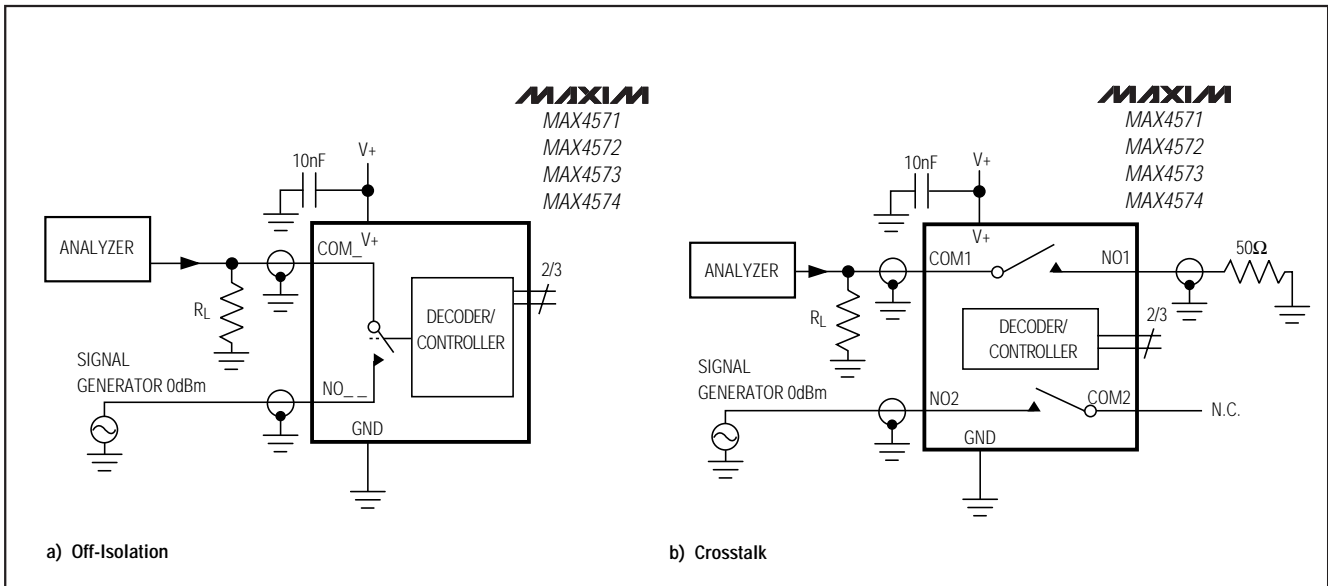 MAXIM
MAX4571
MAX4572
MAX4573
MAX4574
10nF
V+
ANALYZER
COM_
V+
2/3
RL
DECODER/
CONTROLLER
SIGNAL
GENERATOR 0dBm
NO_ _
GND
a) Off-Isolation
MAXIM
MAX4571
MAX4572
MAX4573
MAX4574
10nF
V+
V+
50Ω
ANALYZER
COM1
NO1
2/3
RL
DECODER/
CONTROLLER
SIGNAL
GENERATOR 0dBm
NO2
COM2
N.C.
GND
b) Crosstalk